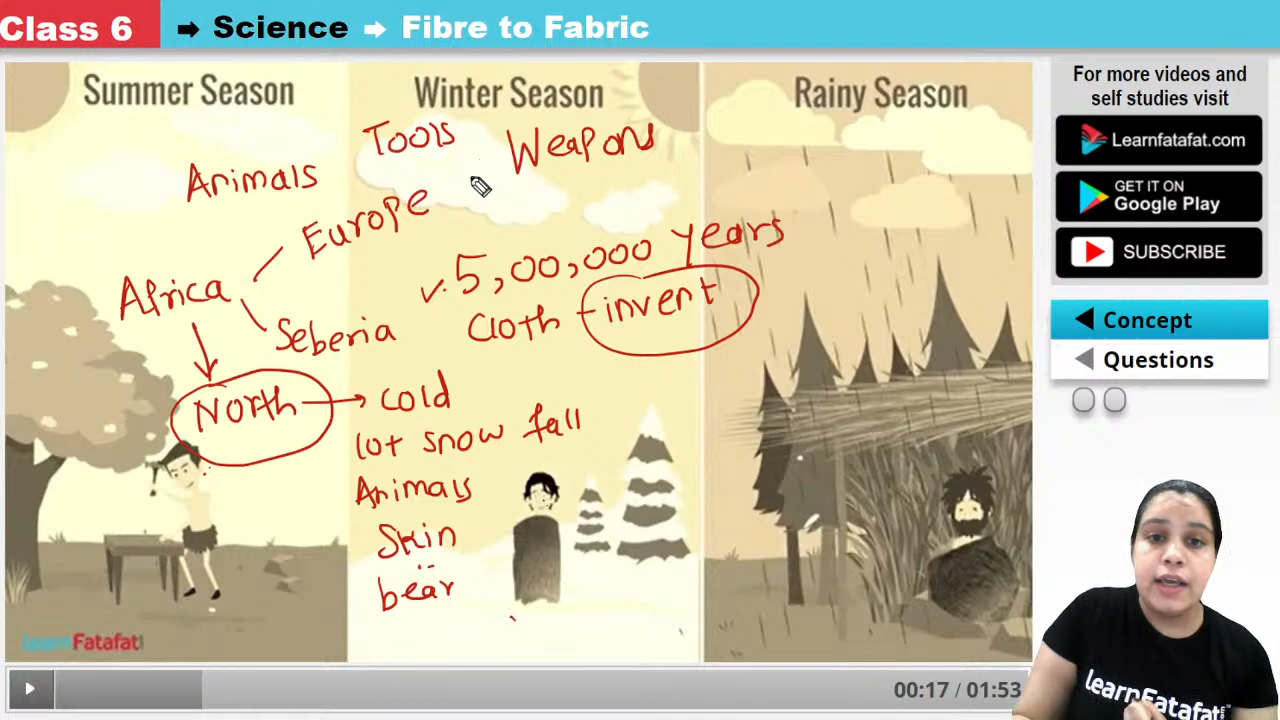 Class 6 ➡ Science ➡ Fibre to Fabric
Summer Season
Winter Season
Rainy Season
Tools
Weapons
Animals
Europe
5,00,000 years
Africa
Seberia
Cloth - invent
North → cold
lot snow fall
Animals
Skin
bear
LearnFatafat
00:17 / 01:53
For more videos and
self studies visit
Learnfatafat.com
GET IT ON
Google Play
SUBSCRIBE
Concept
Questions
LearnFatafat